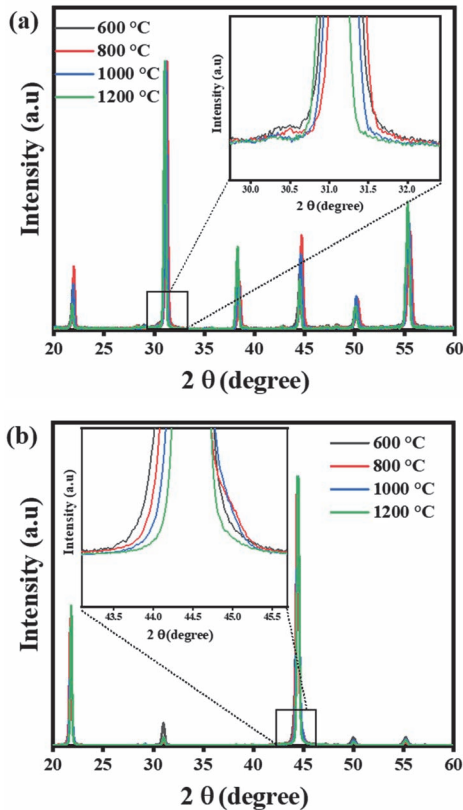 (a)
600 °C
800 °C
1000 °C
1200 °C
Intensity (a.u)
30.0 30.5 31.0 31.5 32.0
2 θ (degree)
Intensity (a.u)
20 25 30 35 40 45 50 55 60
2 θ (degree)
(b)
600 °C
800 °C
1000 °C
1200 °C
Intensity (a.u)
43.5 44.0 44.5 45.0 45.5
2 θ (degree)
Intensity (a.u)
20 25 30 35 40 45 50 55 60
2 θ (degree)